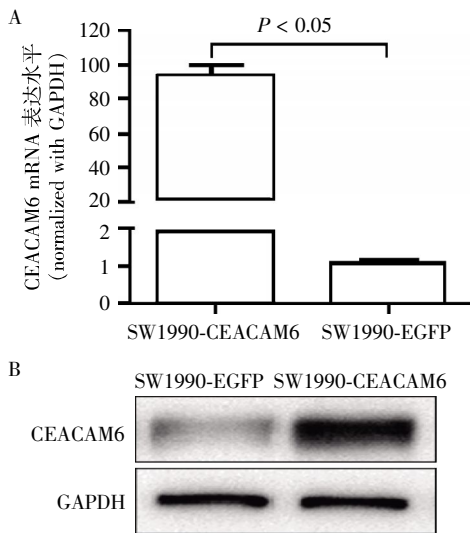 A
CEACAM6 mRNA 表达水平
(normalized with GAPDH)
120
100
80
60
40
20
2
1
0
P < 0.05
SW1990-CEACAM6 SW1990-EGFP
B
SW1990-EGFP SW1990-CEACAM6
CEACAM6
GAPDH